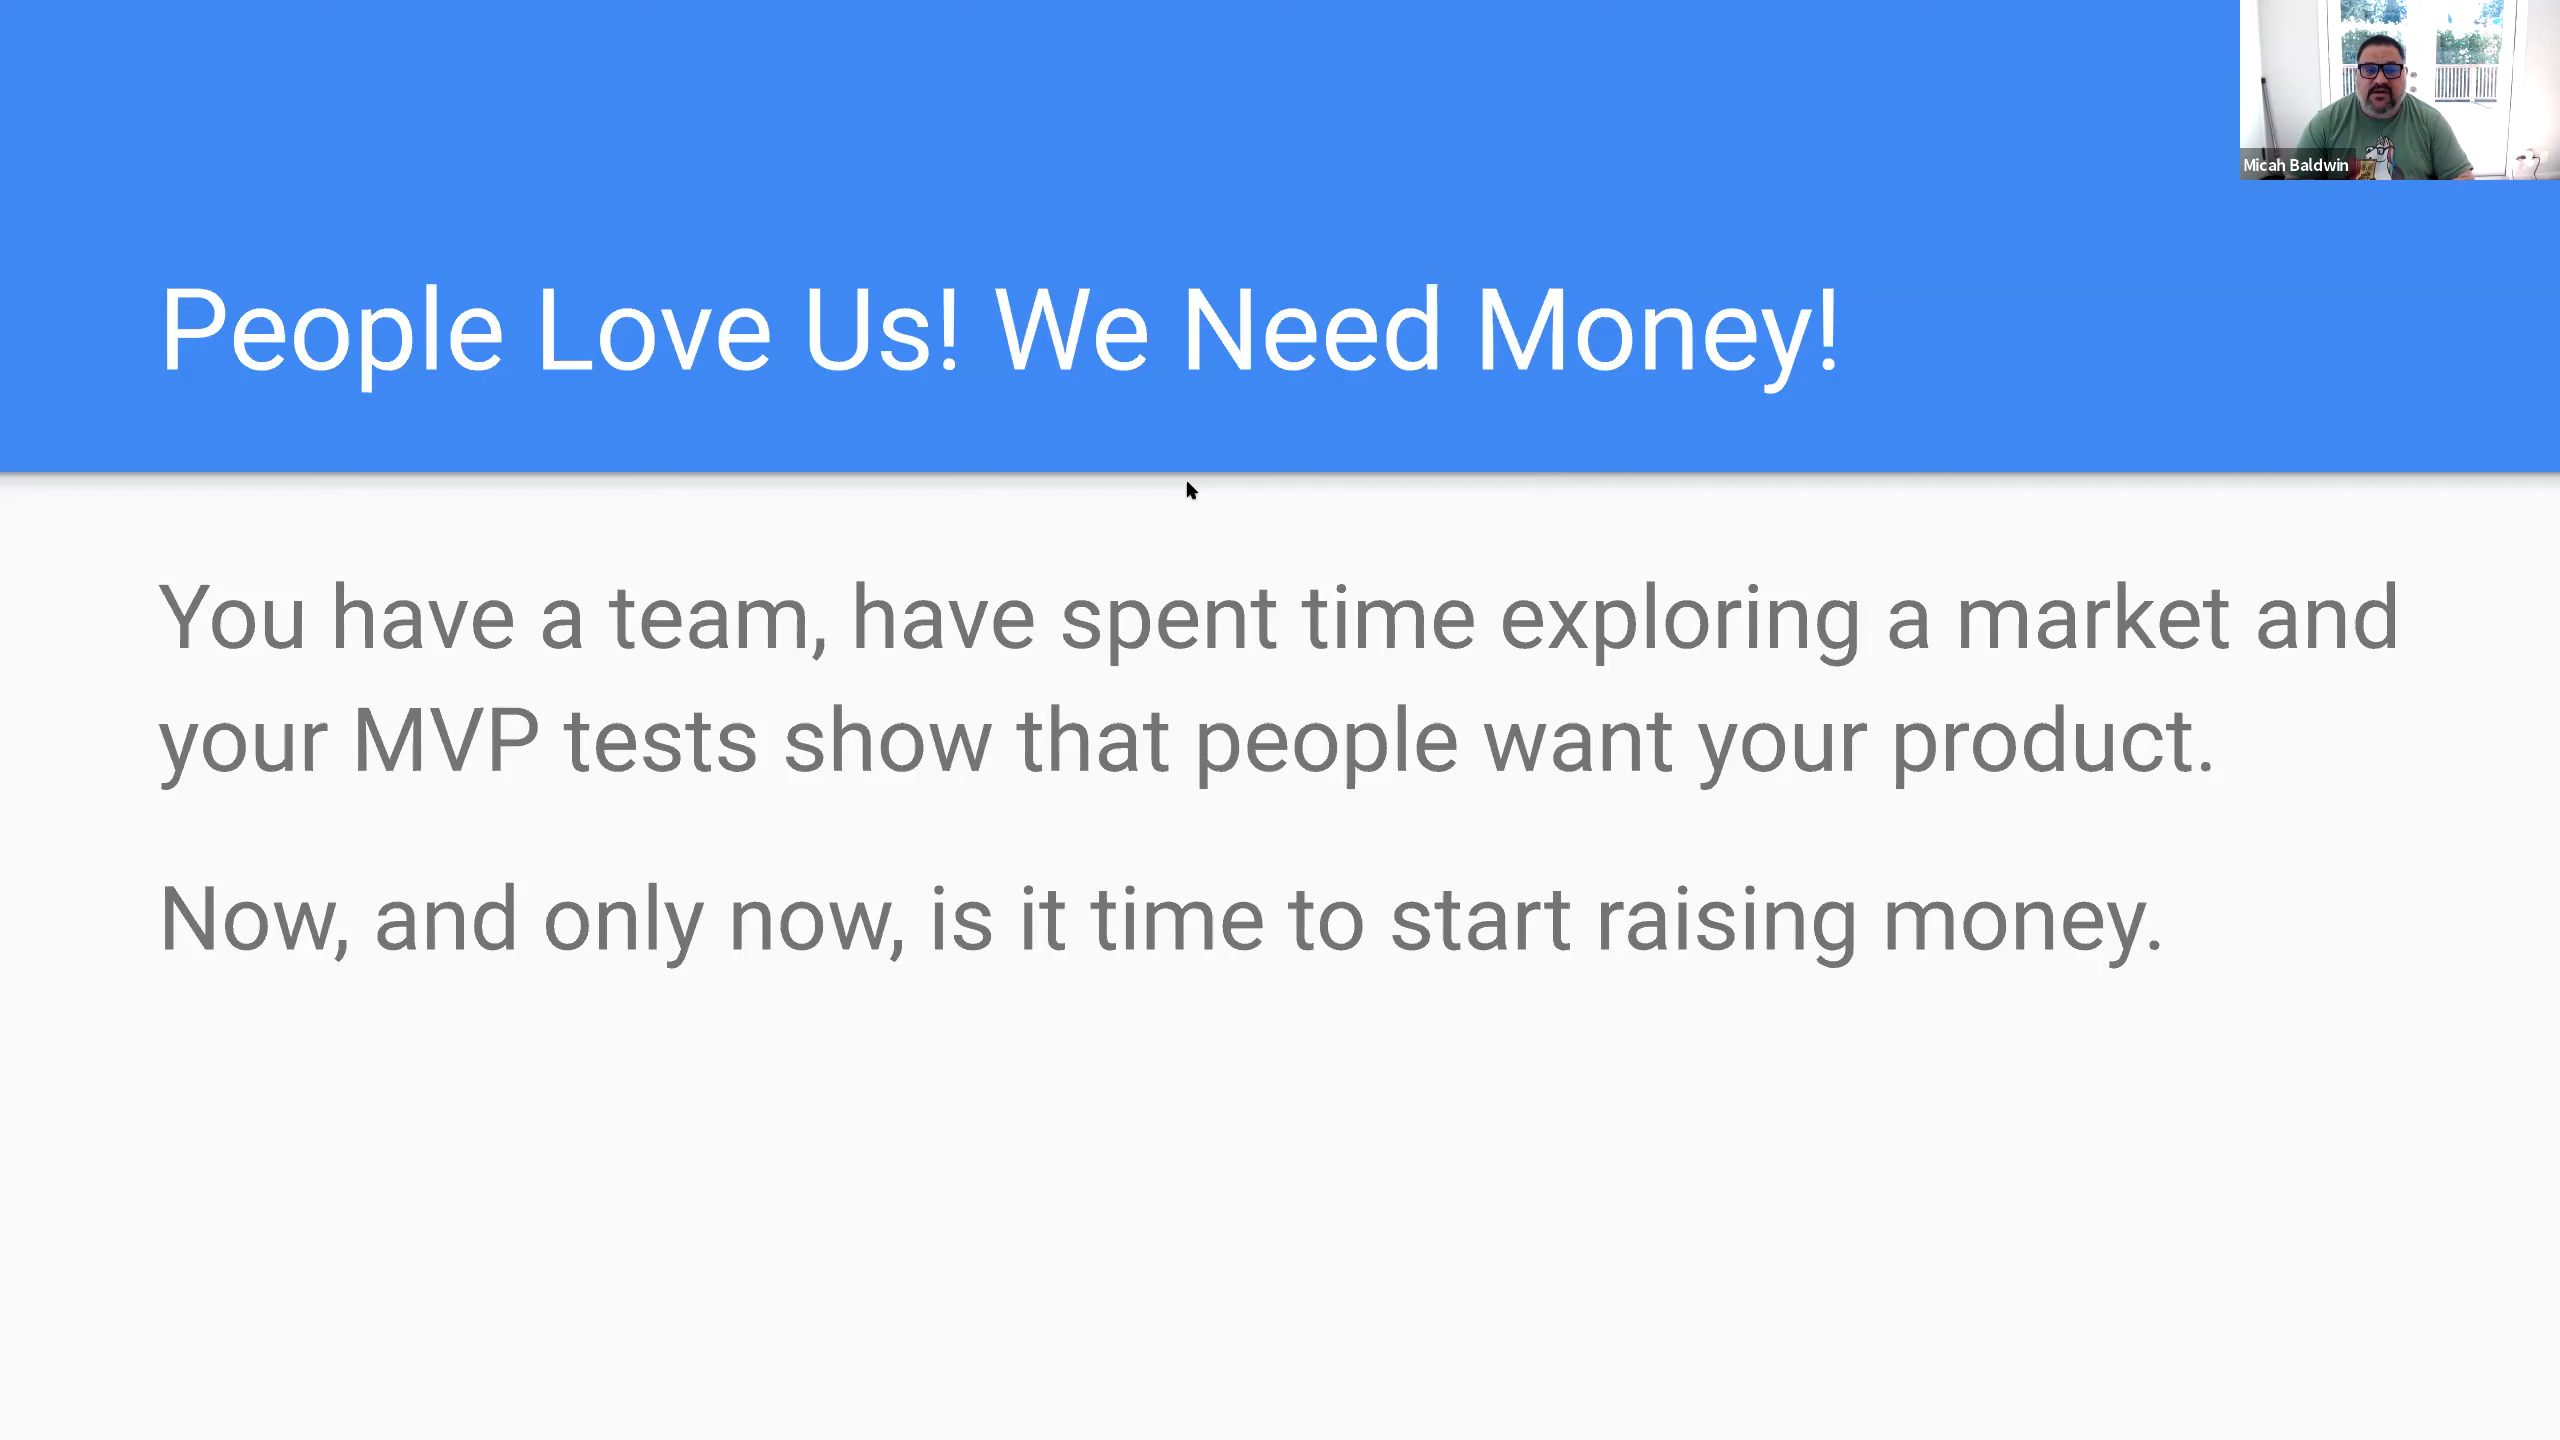 Micah Baldwin
People Love Us! We Need Money!
You have a team, have spent time exploring a market and
your MVP tests show that people want your product.
Now, and only now, is it time to start raising money.